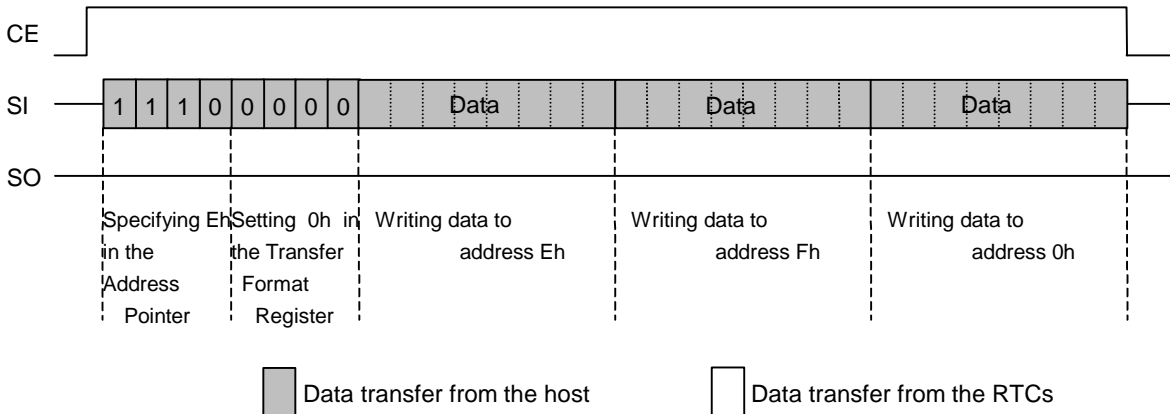 CE
SI 1 1 1 0 0 0 0 0 Data Data Data
SO
Specifying Eh Setting 0h in Writing data to Writing data to Writing data to
in the the Transfer address Eh address Fh address 0h
Address Format
Pointer Register
Data transfer from the host Data transfer from the RTCs